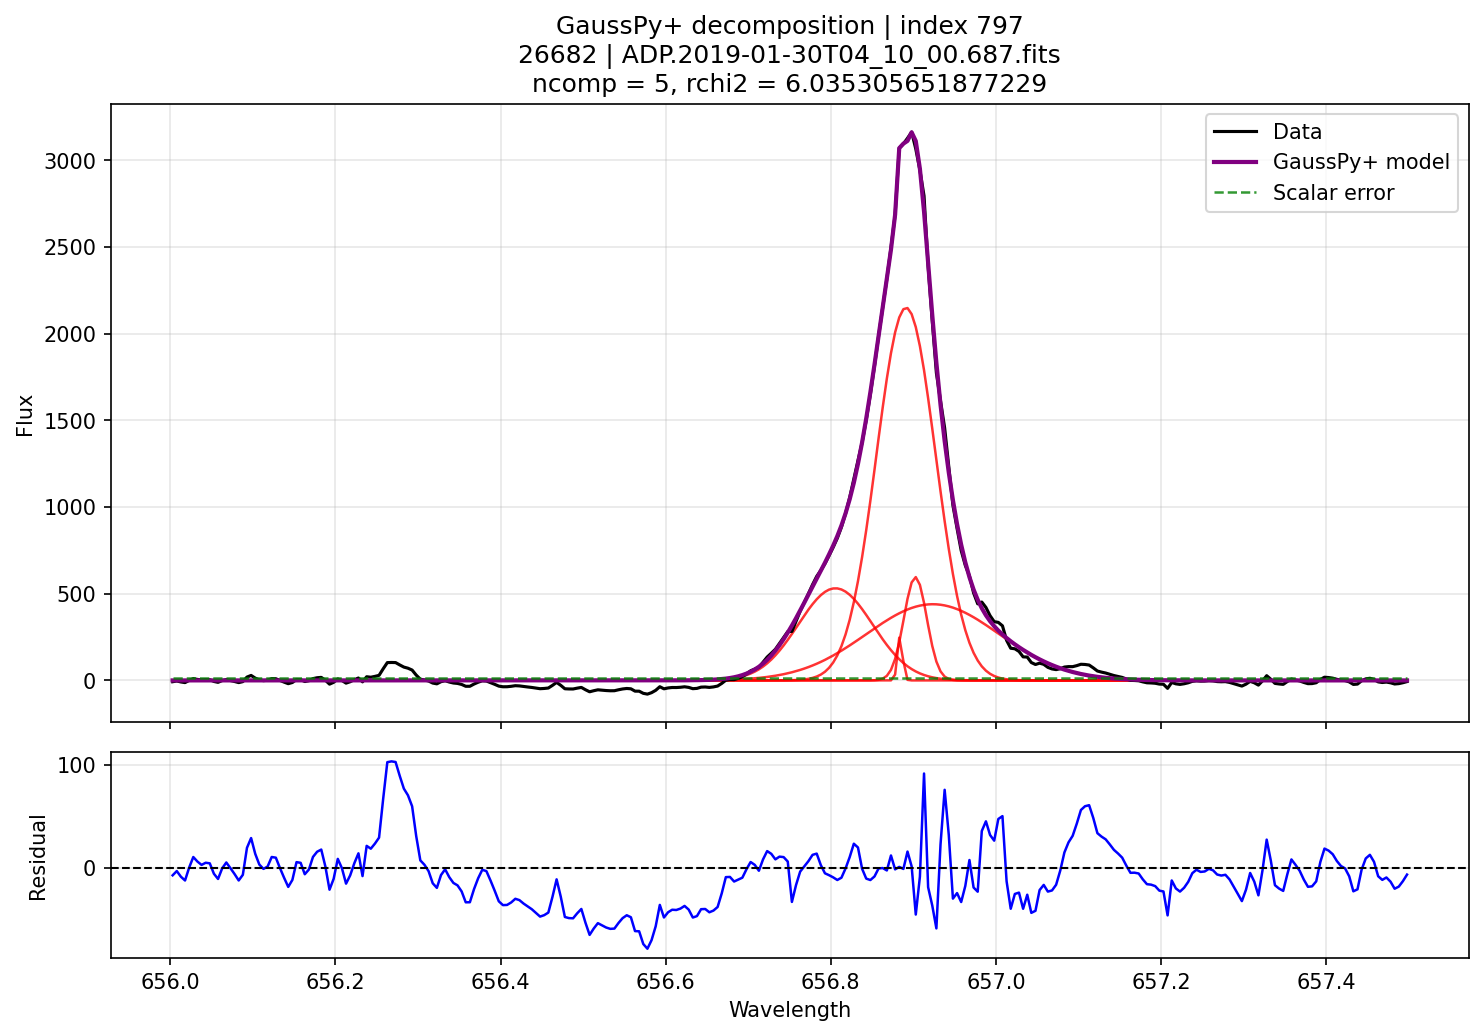 GaussPy+ decomposition | index 797
26682 | ADP.2019-01-30T04_10_00.687.fits
ncomp = 5, rchi2 = 6.035305651877229
Data
GaussPy+ model
Scalar error
Flux
3000
2500
2000
1500
1000
500
0
Residual
100
0
656.0 656.2 656.4 656.6 656.8 657.0 657.2 657.4
Wavelength